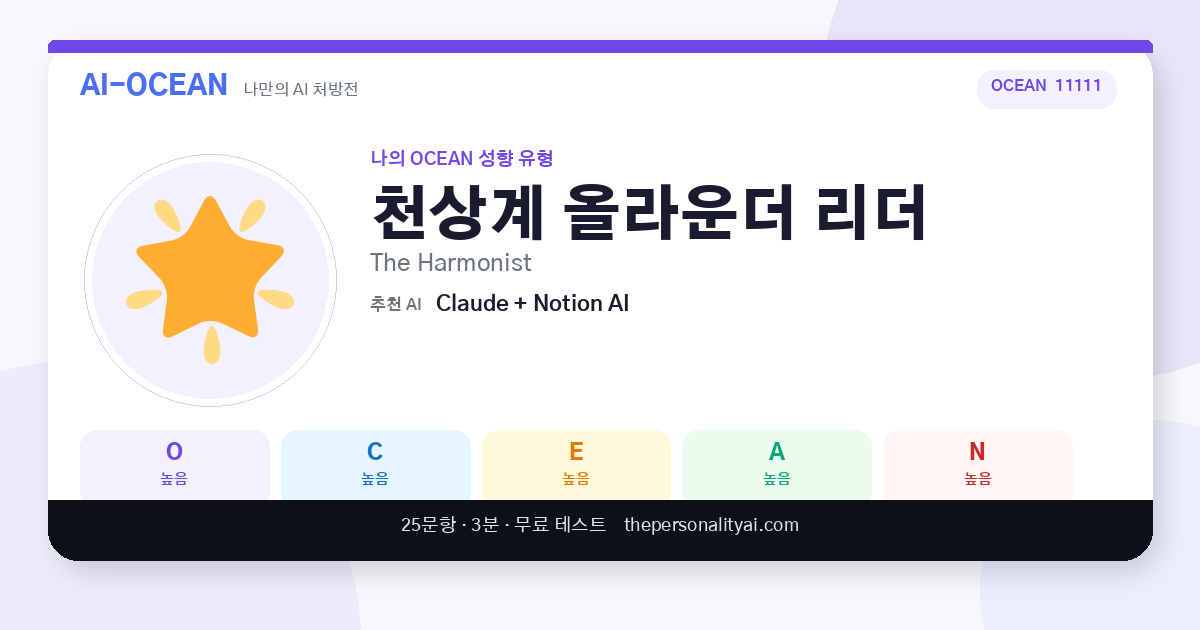 AI-OCEAN 나만의 AI 처방전
OCEAN 11111
나의 OCEAN 성향 유형
천상계 올라운더 리더
The Harmonist
추천 AI Claude + Notion AI
O C E A N
높음 높음 높음 높음 높음
25문항 · 3분 · 무료 테스트 thepersonalityai.com